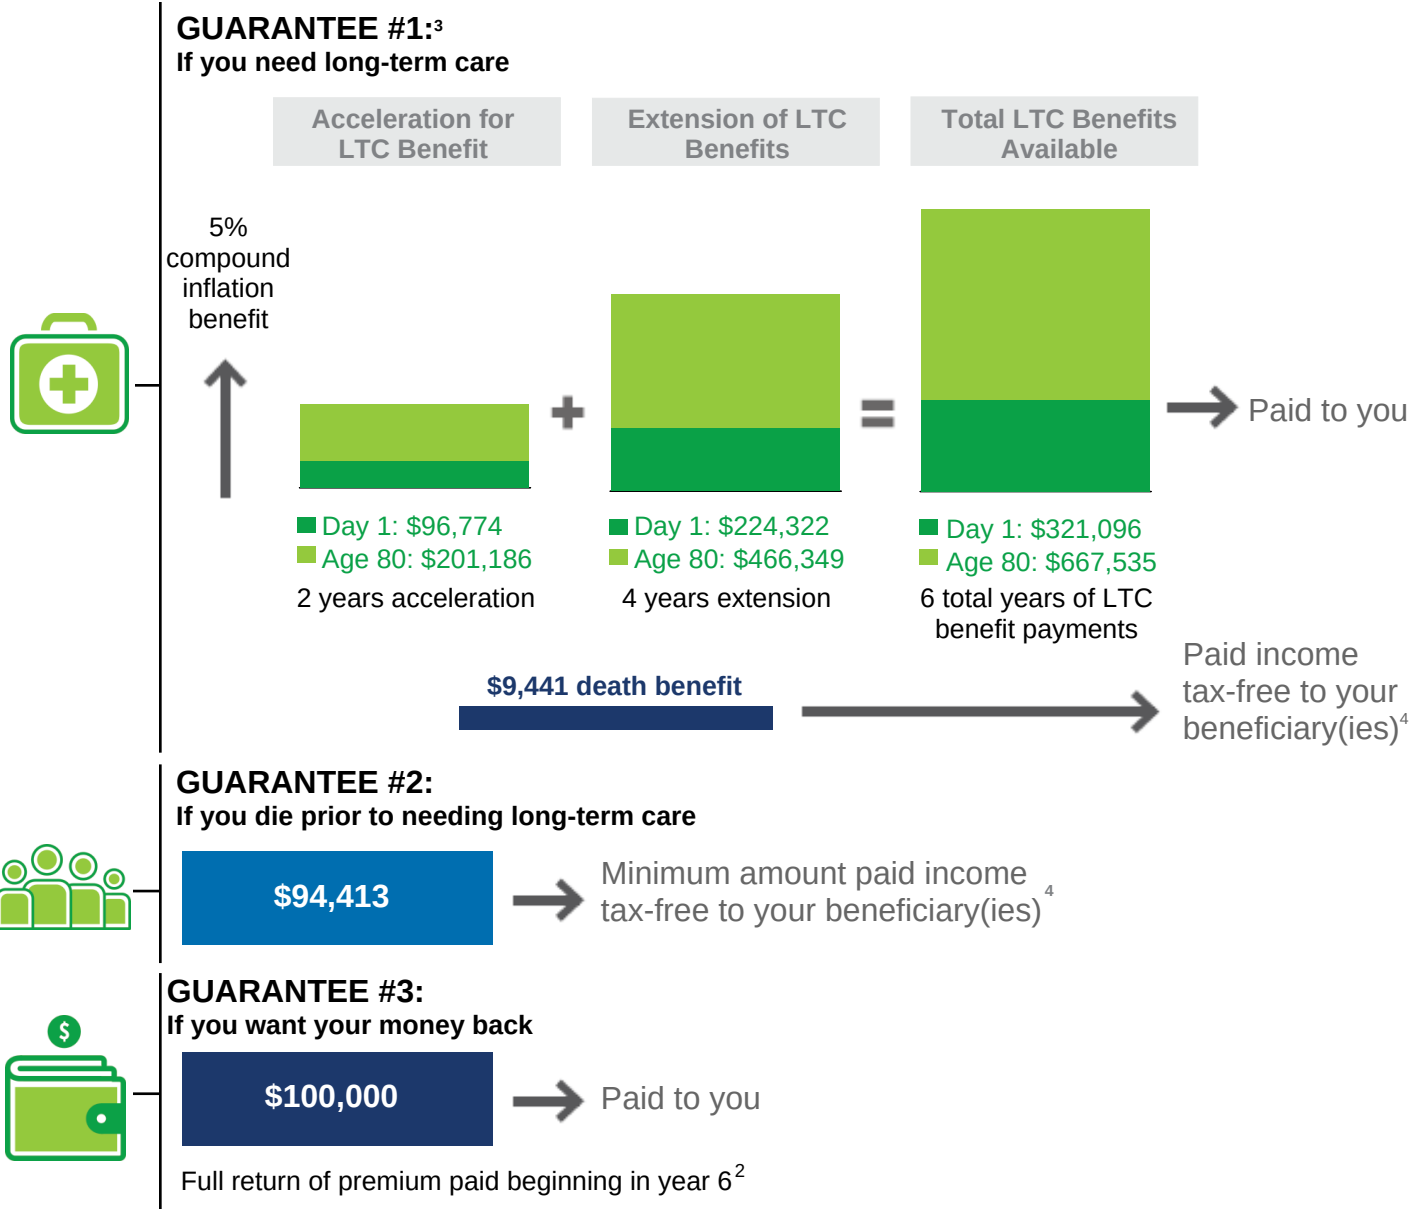 GUARANTEE #1:3
If you need long-term care
Acceleration for
LTC Benefit
Extension of LTC
Benefits
Total LTC Benefits
Available
5%
compound
inflation
benefit
+
=
Paid to you
Day 1: $96,774
Age 80: $201,186
2 years acceleration
Day 1: $224,322
Age 80: $466,349
4 years extension
Day 1: $321,096
Age 80: $667,535
6 total years of LTC
benefit payments
$9,441 death benefit
Paid income
tax-free to your
beneficiary(ies)4
GUARANTEE #2:
If you die prior to needing long-term care
$94,413
Minimum amount paid income
tax-free to your beneficiary(ies)4
GUARANTEE #3:
If you want your money back
$
$100,000
Paid to you
Full return of premium paid beginning in year 62